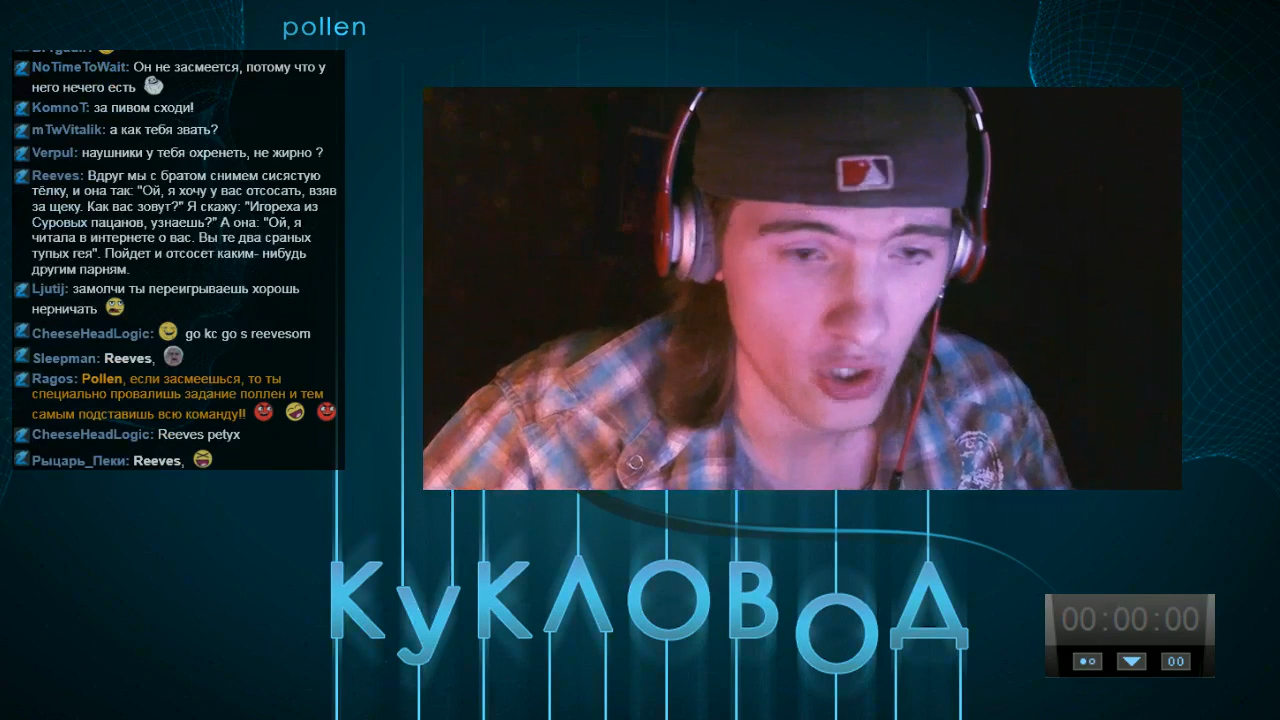 pollen
NoTimeToWait: Он не засмеется, потому что у
него нечего есть
KomnoT: за пивом сходи!
mTwVitalik: а как тебя звать?
Verpul: наушники у тебя охренеть, не жирно ?
Reeves: Вдруг мы с братом снимем сисястую
тёлку, и она так: "Ой, я хочу у вас отсосать, взяв
за щеку. Как вас зовут?" Я скажу: "Игореха из
Суровых пацанов, узнаешь?" А она: "Ой, я
читала в интернете о вас. Вы те два сраных
тупых гея". Пойдет и отсосет каким- нибудь
другим парням.
Ljutij: замолчи ты переигрываешь хорошь
нерничать
CheeseHeadLogic: go kc go s reevesom
Sleepman: Reeves,
Ragos: Pollen, если засмеешься, то ты
специально провалишь задание поллен и тем
самым подставишь всю команду!!
CheeseHeadLogic: Reeves petyx
Рыцарь_Пеки: Reeves,
КУКЛОВОД
00:00:00
00